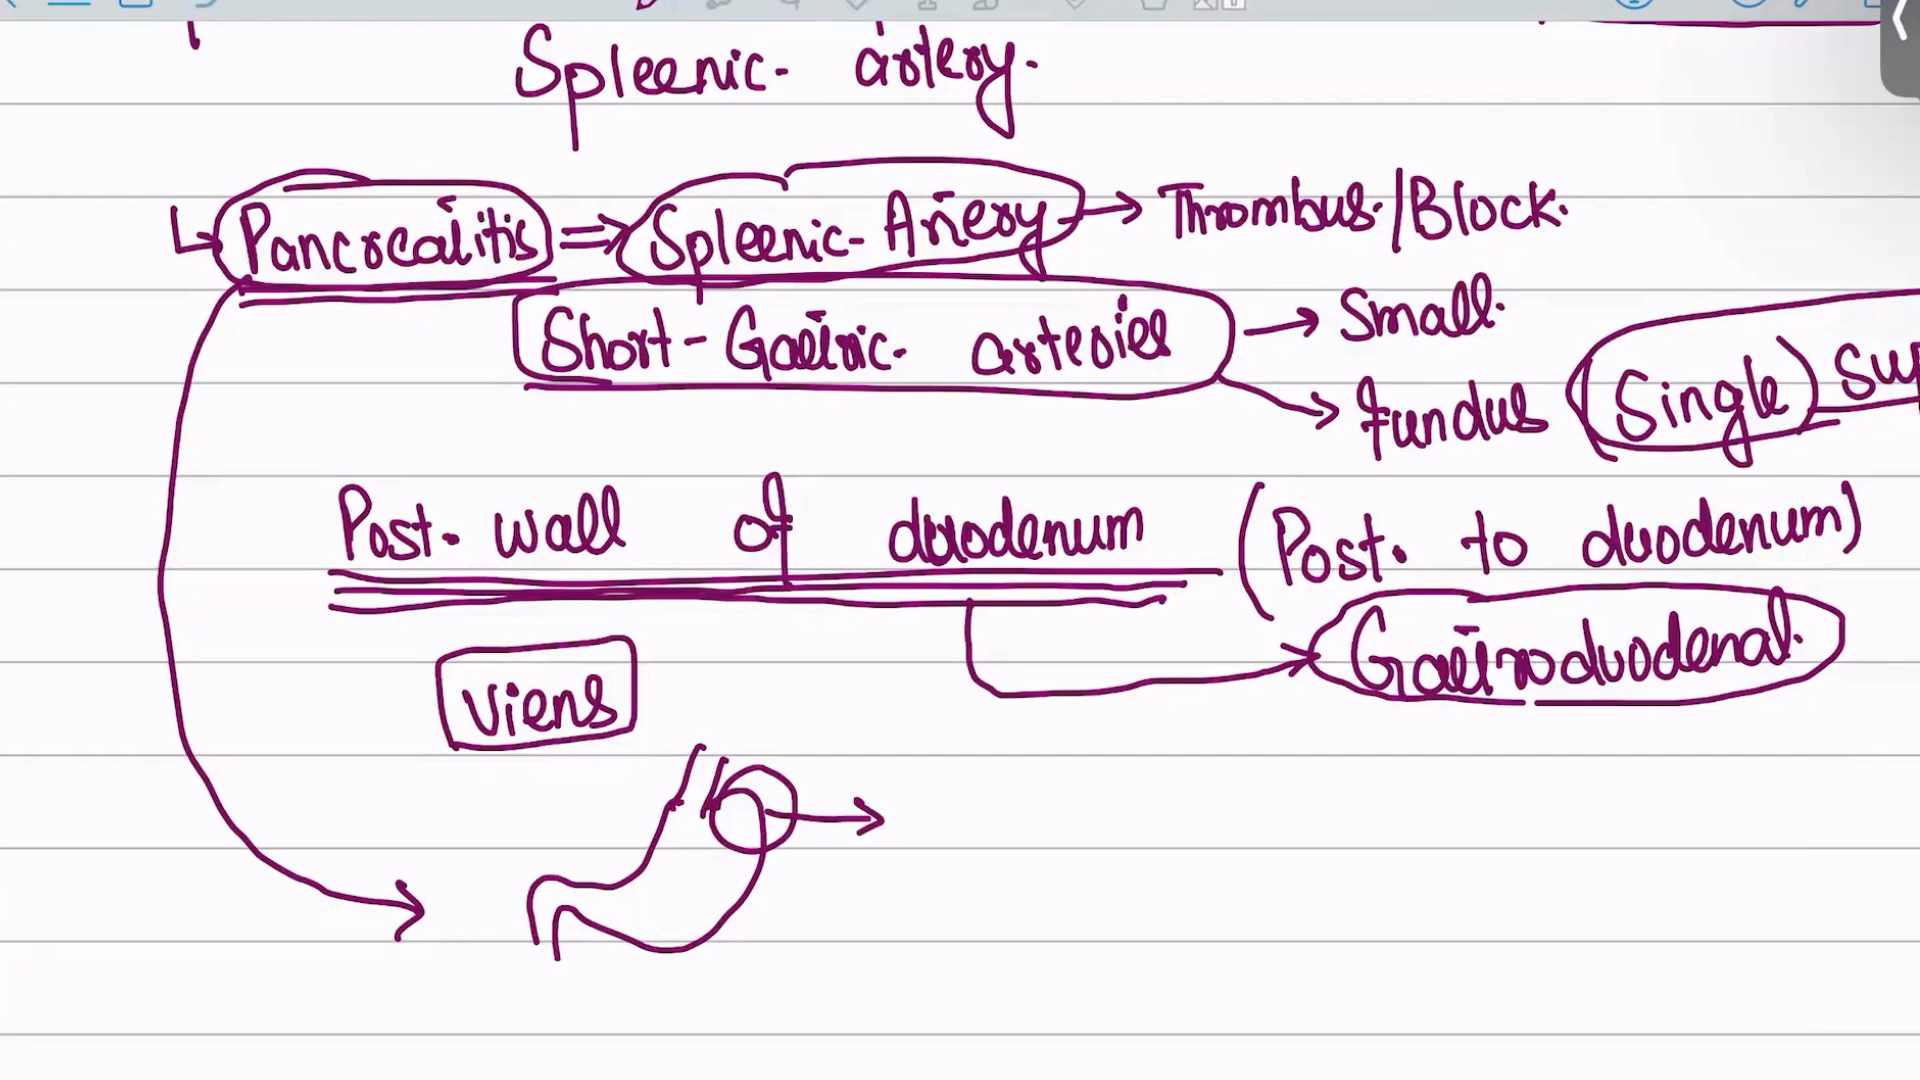 Spleenic artery.
Pancreatitis ⇒ Spleenic Artery → Thrombus/Block.
Short-Gastric arteries → Small.
→ fundus (Single)
Post. wall of duodenum (Post. to duodenum)
Gastroduodenal.
Viens